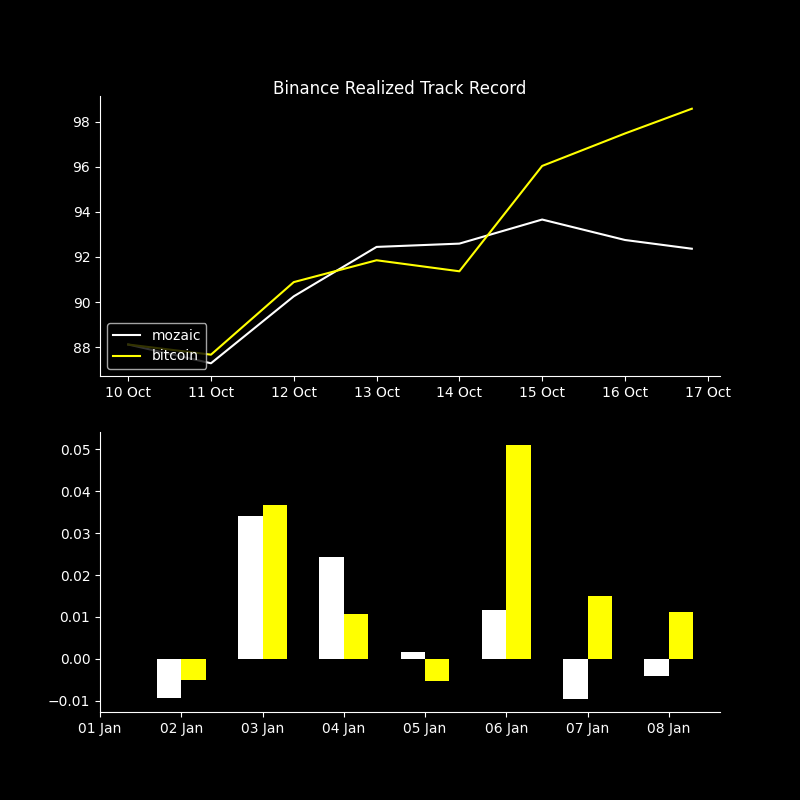 Binance Realized Track Record
98
96
94
92
90
88
mozaic
bitcoin
10 Oct 11 Oct 12 Oct 13 Oct 14 Oct 15 Oct 16 Oct 17 Oct
0.05
0.04
0.03
0.02
0.01
0.00
−0.01
01 Jan 02 Jan 03 Jan 04 Jan 05 Jan 06 Jan 07 Jan 08 Jan